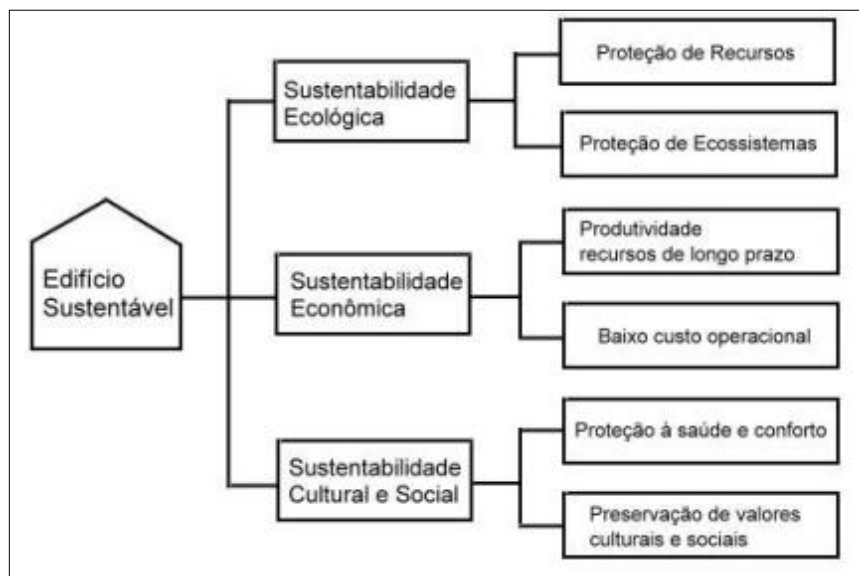 Edifício
Sustentável
Sustentabilidade
Ecológica
Proteção de Recursos
Proteção de Ecossistemas
Sustentabilidade
Econômica
Produtividade
recursos de longo prazo
Baixo custo operacional
Sustentabilidade
Cultural e Social
Proteção à saúde e conforto
Preservação de valores
culturais e sociais